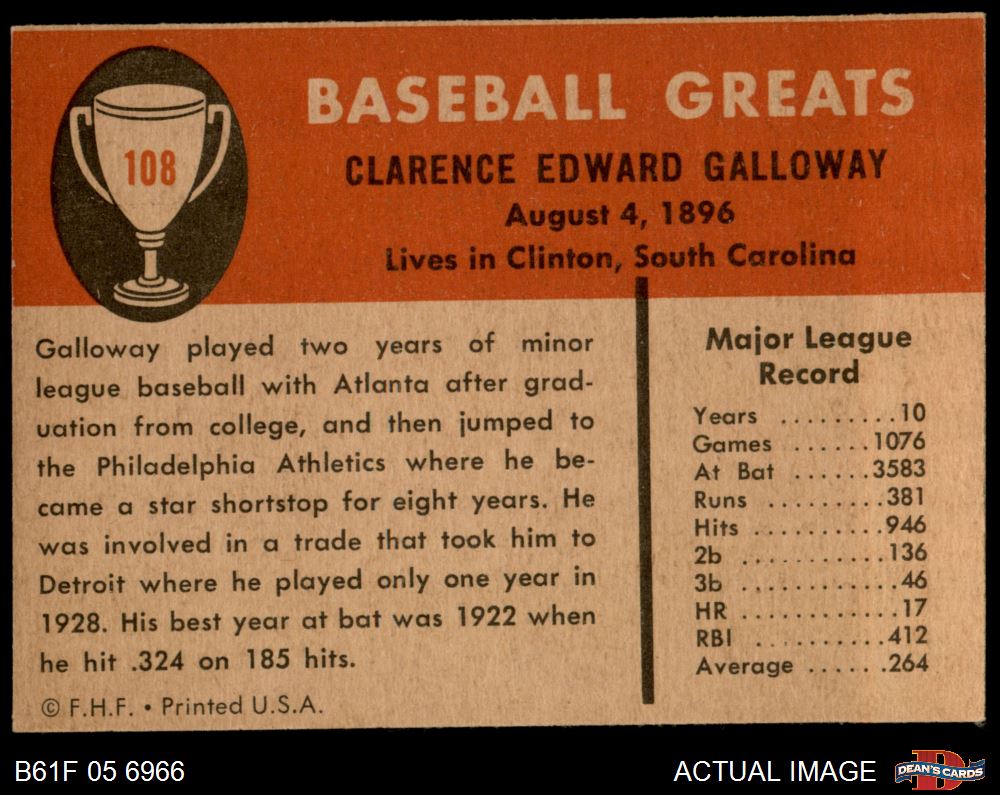 108
BASEBALL GREATS
CLARENCE EDWARD GALLOWAY
August 4, 1896
Lives in Clinton, South Carolina
Galloway played two years of minor
league baseball with Atlanta after grad-
uation from college, and then jumped to
the Philadelphia Athletics where he be-
came a star shortstop for eight years. He
was involved in a trade that took him to
Detroit where he played only one year in
1928. His best year at bat was 1922 when
he hit .324 on 185 hits.
© F.H.F. • Printed U.S.A.
Major League
Record
Years .........10
Games ......1076
At Bat ......3583
Runs .........381
Hits ..........946
2b ...........136
3b ............46
HR ............17
RBI ..........412
Average ......264
B61F 05 6966
ACTUAL IMAGE
D
DEAN'S CARDS